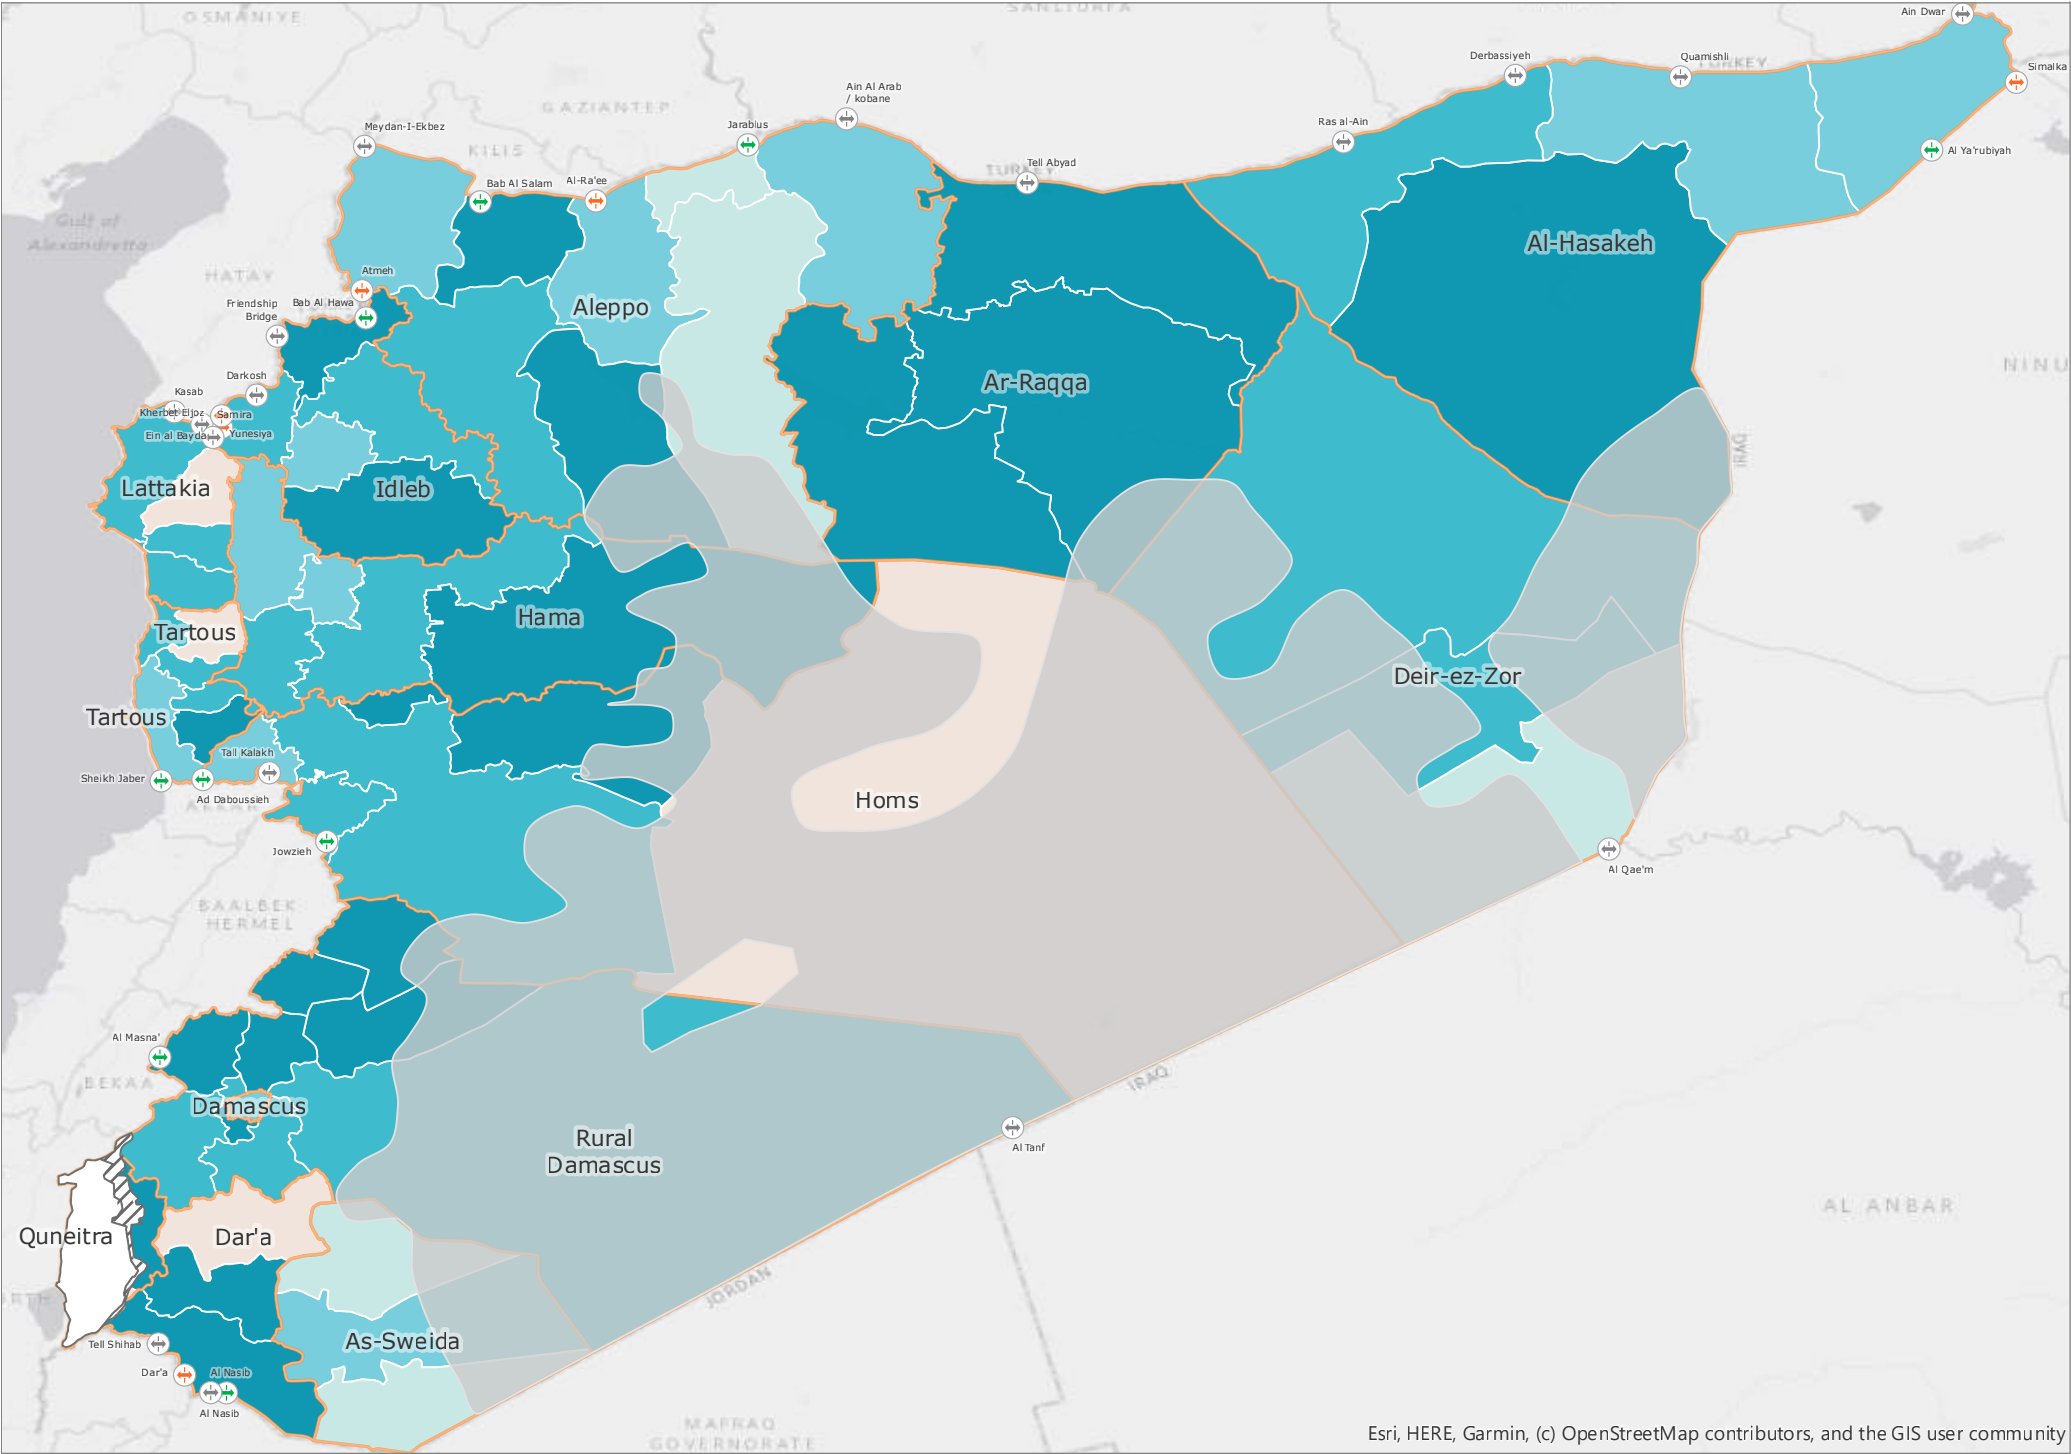 OSMANIYE
SANLIURFA
Ain Dwar
Derbassiyeh
Quamishli
TURKEY
Simalka
Ain Al Arab
/ kobane
GAZIANTEP
Jarablus
Meydan-I-Ekbez
Ras al-Ain
KILIS
Al Ya'rubiyah
TURKEY
Tell Abyad
Bab Al Salam
Al-Ra'ee
Gulf of
Alexandretta
Al-Hasakeh
HATAY
Atmeh
Friendship
Bridge
Bab Al Hawa
Aleppo
NINU
Darkosh
Ar-Raqqa
Kasab
Kherbet Eljoz
Samira
Ein al Bayda
Yunesiya
IRAQ
Lattakia
Idleb
Hama
Tartous
Deir-ez-Zor
Tartous
Tall Kalakh
Sheikh Jaber
Ad Daboussieh
AKKAR
Homs
Jowzieh
Al Qae'm
BAALBEK
HERMEL
Al Masna'
BEKAA
IRAQ
Damascus
Al Tanf
Rural
Damascus
AL ANBAR
Quneitra
Dar'a
JORDAN
RTH
As-Sweida
Tell Shihab
Dar'a
Al Nasib
Al Nasib
MAFRAQ
GOVERNORATE
Esri, HERE, Garmin, (c) OpenStreetMap contributors, and the GIS user community